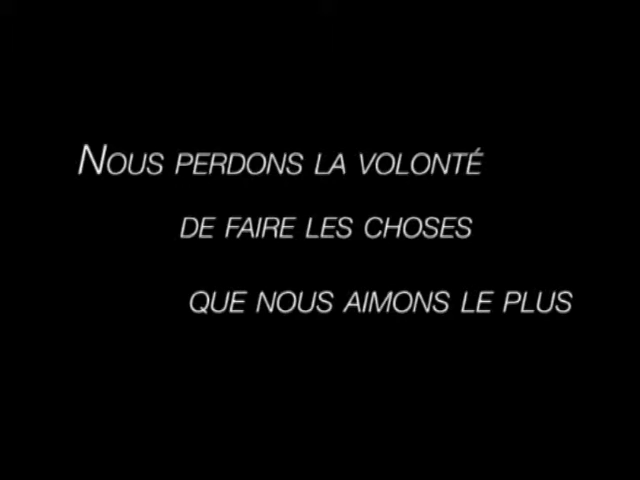 NOUS PERDONS LA VOLONTÉ
DE FAIRE LES CHOSES
QUE NOUS AIMONS LE PLUS